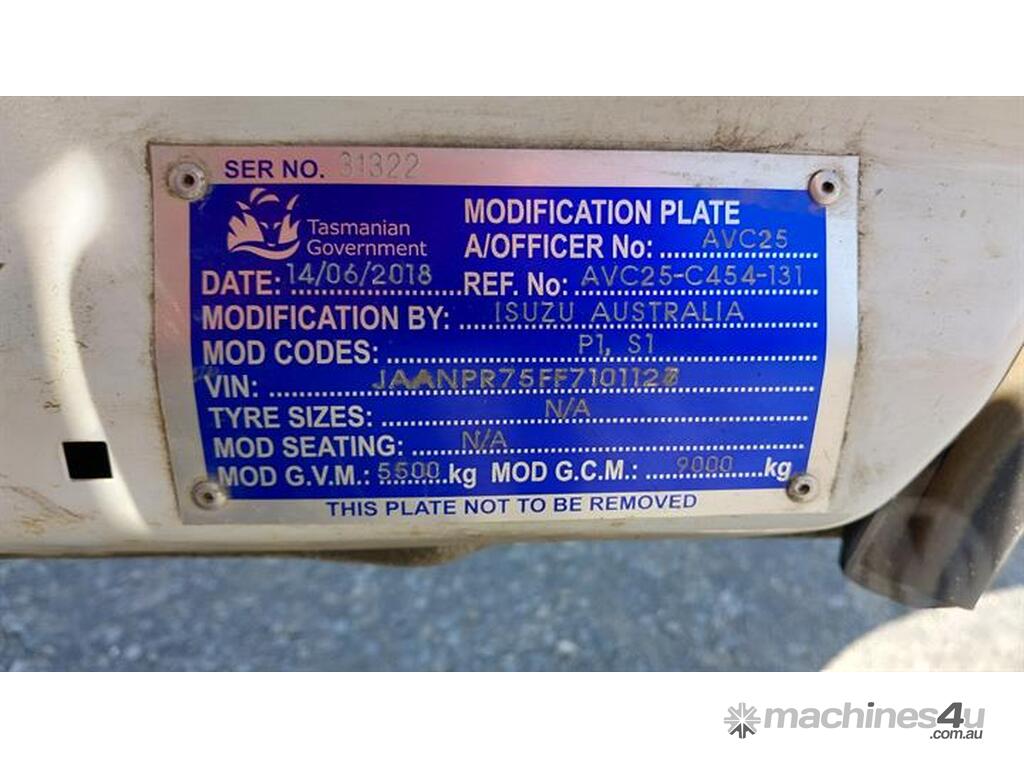 SER NO. 31322
Tasmanian Government
MODIFICATION PLATE
A/OFFICER No: AVC25
DATE: 14/06/2018 REF. No: AVC25-C454-131
MODIFICATION BY: ISUZU AUSTRALIA
MOD CODES: P1, S1
VIN:
TYRE SIZES: N/A
MOD SEATING: N/A
MOD G.V.M.: 5500 kg MOD G.C.M.: 9000 kg
THIS PLATE NOT TO BE REMOVED
machines4u
.com.au